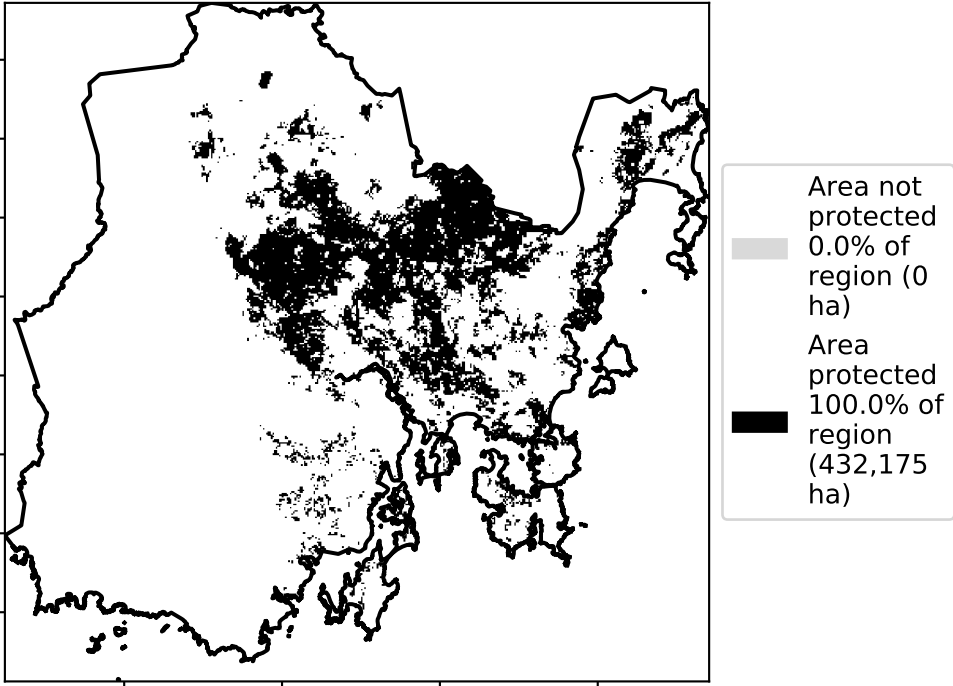 Area not
protected
0.0% of
region (0
ha)
Area
protected
100.0% of
region
(432,175
ha)